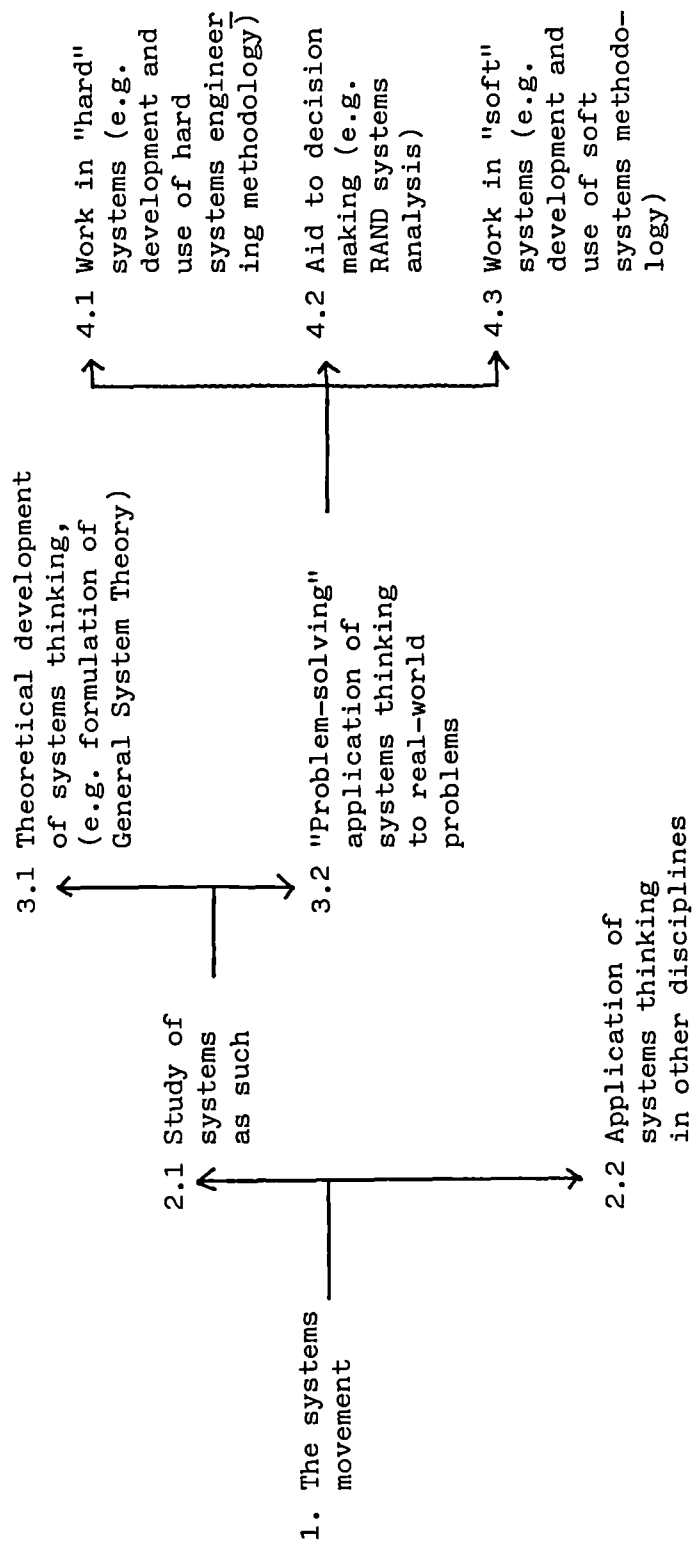 1. The systems
movement
2.1 Study of
systems
as such
2.2 Application of
systems thinking
in other disciplines
3.1 Theoretical development
of systems thinking,
(e.g. formulation of
General System Theory)
3.2 "Problem-solving"
application of
systems thinking
to real-world
problems
4.1 Work in "hard"
systems (e.g.
development and
use of hard
systems engineer
ing methodology)
4.2 Aid to decision
making (e.g.
RAND systems
analysis)
4.3 Work in "soft"
systems (e.g.
development and
use of soft
systems methodo-
logy)